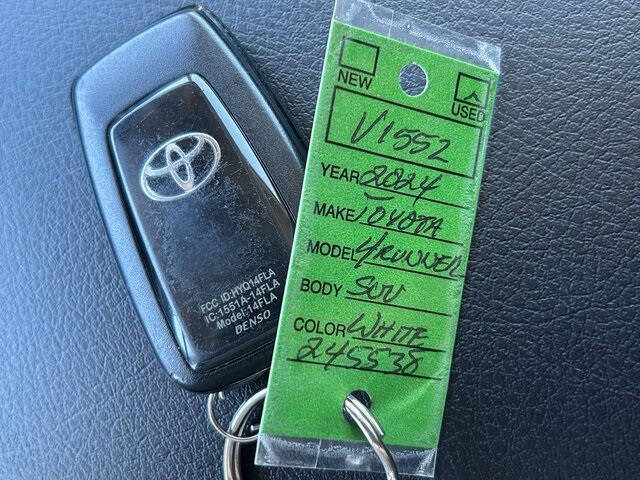 FCC ID:HYQ14FLA
IC:1551A-14FLA
Model:14FLA
DENSO
NEW
USED
V1552
YEAR 2024
MAKE TOYOTA
MODEL 4RUNNER
BODY SUV
COLOR WHITE
245538